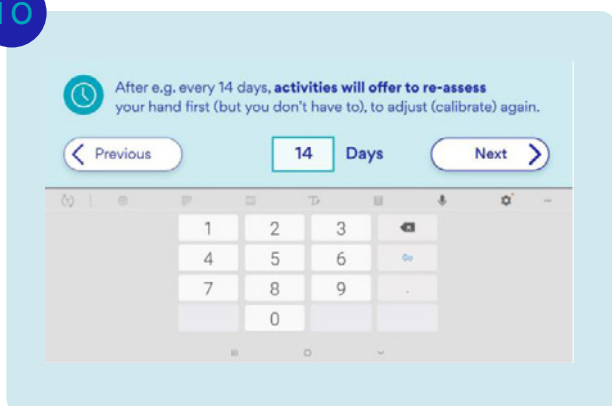 10
After e.g. every 14 days, activities will offer to re-assess
your hand first (but you don't have to), to adjust (calibrate) again.
Previous
14 Days
Next
1 2 3
4 5 6 Go
7 8 9 .
0